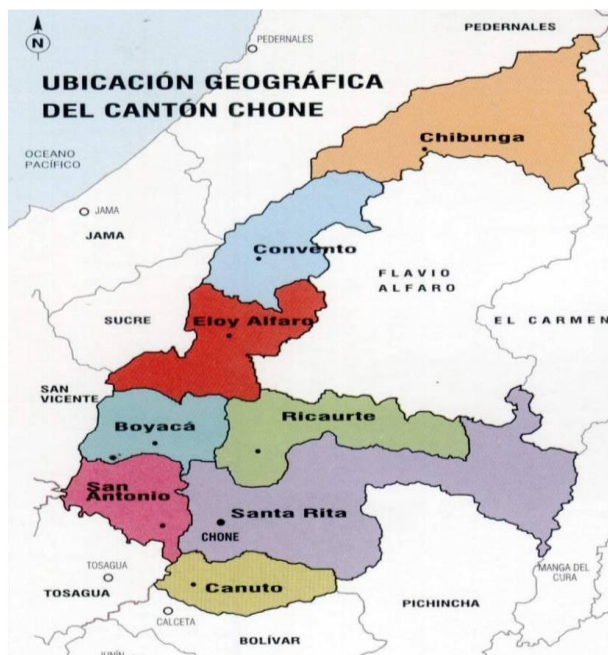 PEDERNALES
PEDERNALES
N
UBICACIÓN GEOGRÁFICA
DEL CANTÓN CHONE
Chibunga
OCEANO
PACÍFICO
JAMA
JAMA
Convento
FLAVIO
ALFARO
SUCRE
Eloy Alfaro
EL CARMEN
SAN
VICENTE
Boyacá
Ricaurte
San
Antonio
Santa Rita
CHONE
TOSAGUA
MANGA DEL
CURA
TOSAGUA
Canuto
PICHINCHA
CALCETA
BOLÍVAR
JUNÍN